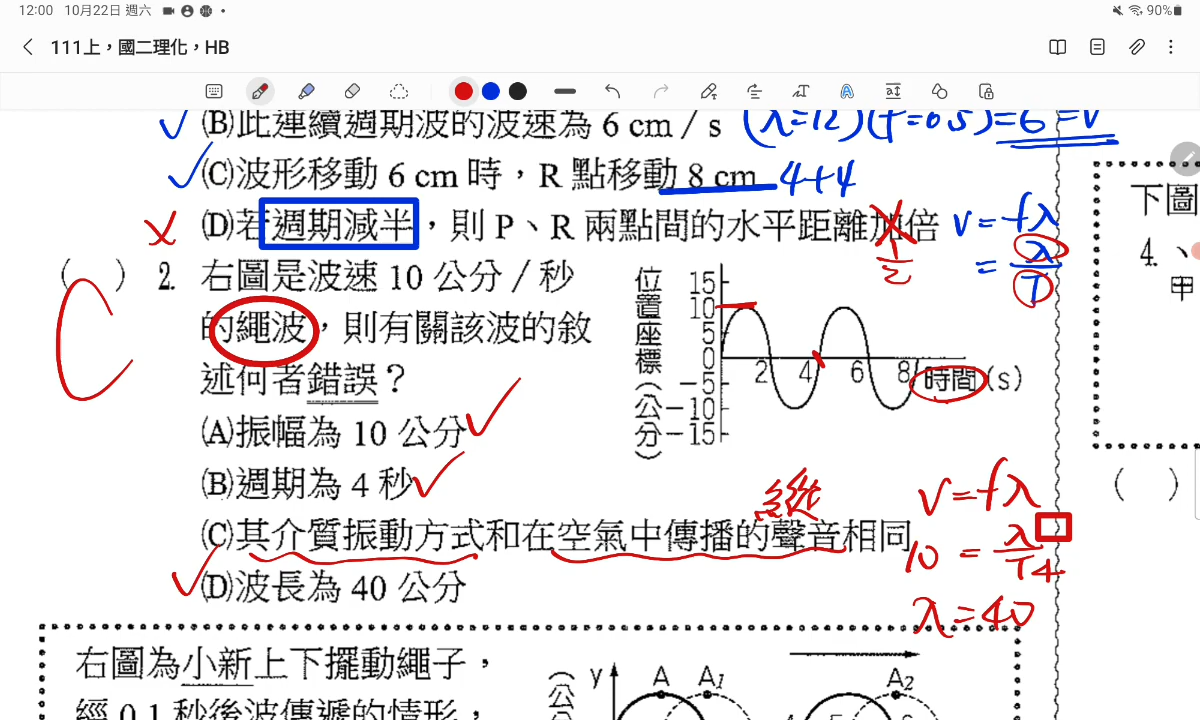 12:00 10月22日 週六
90%
111上，國二理化，HB
(B)此連續週期波的波速為 6 cm／s (λ=12)(f=0.5)=6=v
(C)波形移動 6 cm 時，R 點移動 8 cm 4+4
(D)若週期減半，則 P、R 兩點間的水平距離加倍
1/2
V=fλ
=λ/T
( ) 2. 右圖是波速 10 公分／秒
的繩波，則有關該波的敘
述何者錯誤？
C
(A)振幅為 10 公分
(B)週期為 4 秒
(C)其介質振動方式和在空氣中傳播的聲音相同
縱
(D)波長為 40 公分
位置座標(公分)
15
10
5
0
-5
-10
-15
2 4 6 8 時間(s)
V=fλ
10=λ/T 4
λ=40
下圖
4. 、
甲
( )
右圖為小新上下擺動繩子，
經 0.1 秒後波傳遞的情形，
(公
y A A₁ A₂